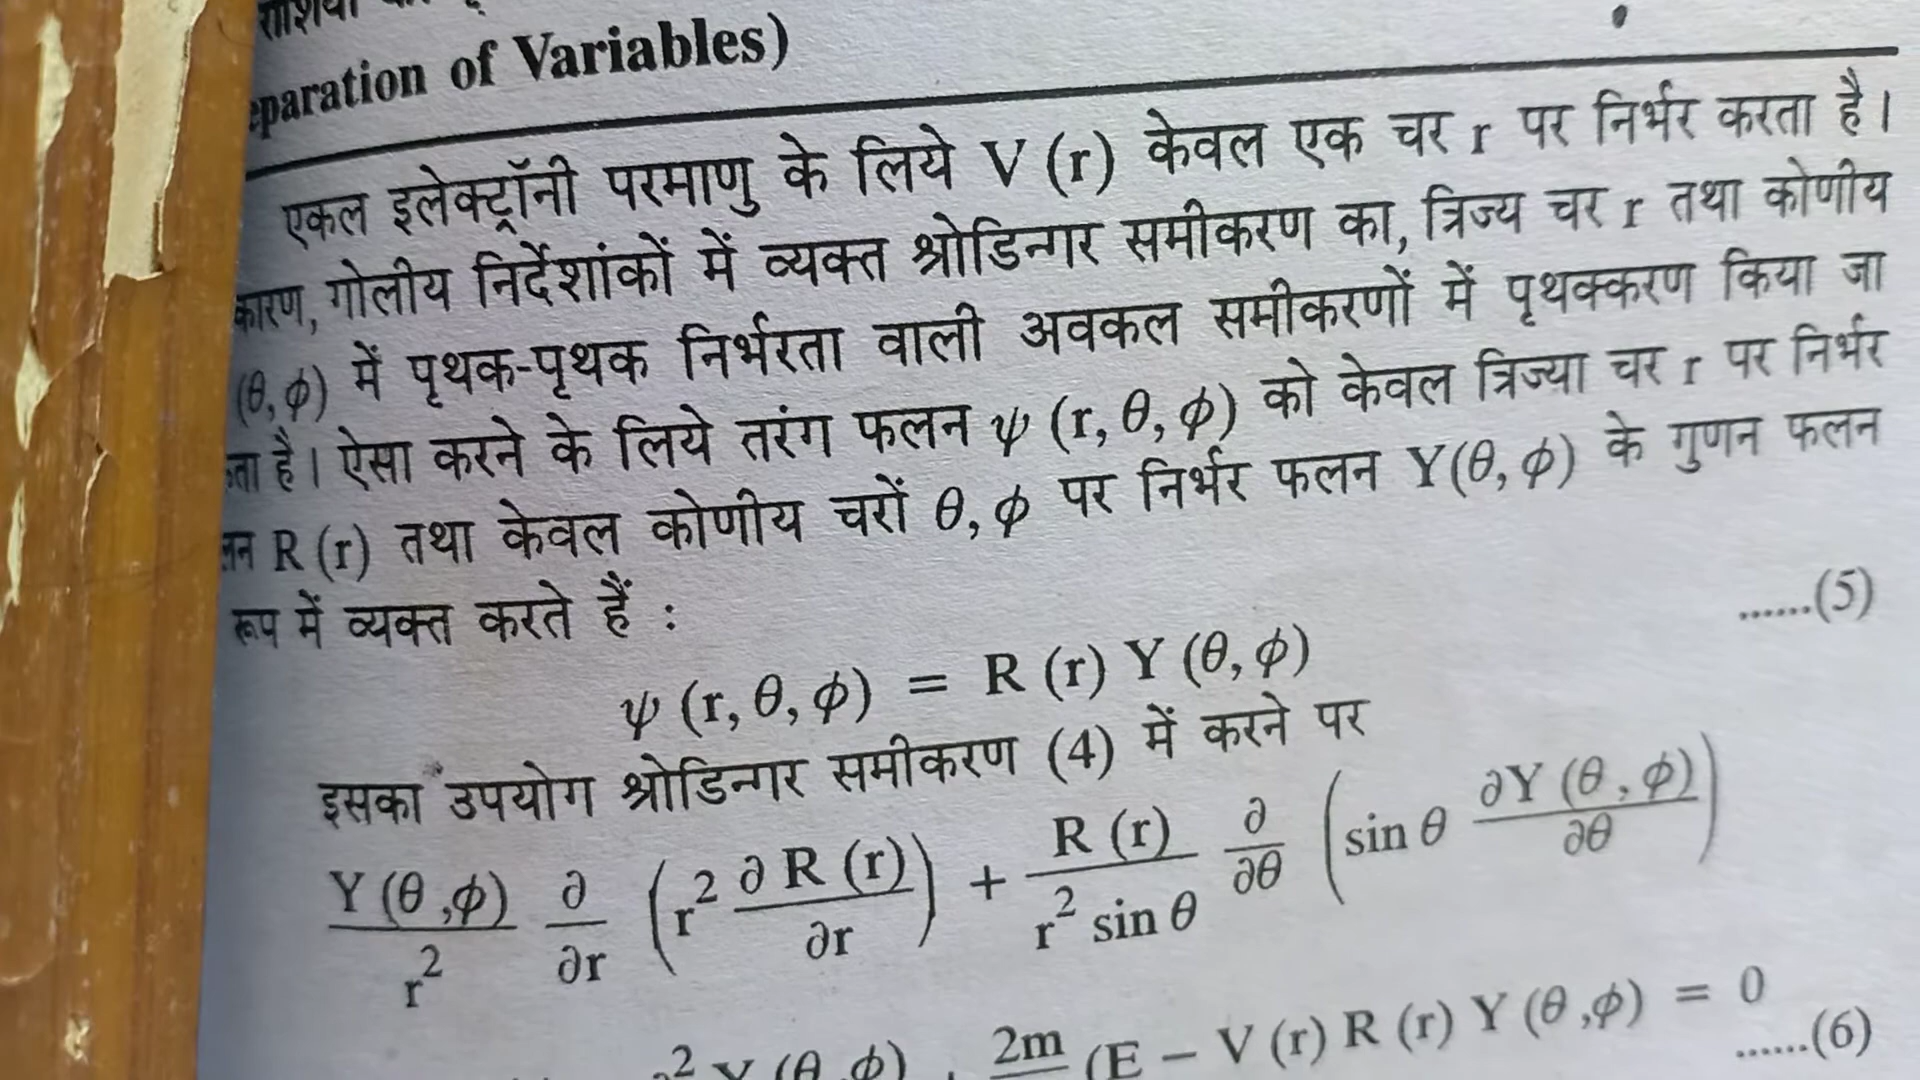 eparation of Variables)
एकल इलेक्ट्रॉनी परमाणु के लिये V (r) केवल एक चर r पर निर्भर करता है।
कारण, गोलीय निर्देशांकों में व्यक्त श्रोडिन्गर समीकरण का, त्रिज्य चर r तथा कोणीय
(θ, ϕ) में पृथक-पृथक निर्भरता वाली अवकल समीकरणों में पृथक्करण किया जा
ता है। ऐसा करने के लिये तरंग फलन ψ (r, θ, ϕ) को केवल त्रिज्या चर r पर निर्भर
लन R (r) तथा केवल कोणीय चरों θ, ϕ पर निर्भर फलन Y(θ, ϕ) के गुणन फलन
रूप में व्यक्त करते हैं :
ψ (r, θ, ϕ) = R (r) Y (θ, ϕ) ......(5)
इसका उपयोग श्रोडिन्गर समीकरण (4) में करने पर
Y (θ ,ϕ) / r² ∂/∂r (r² ∂ R (r) / ∂r) + R (r) / r² sin θ ∂/∂θ (sin θ ∂Y (θ , ϕ) / ∂θ)
2m (E – V (r) R (r) Y (θ ,ϕ) = 0 ......(6)